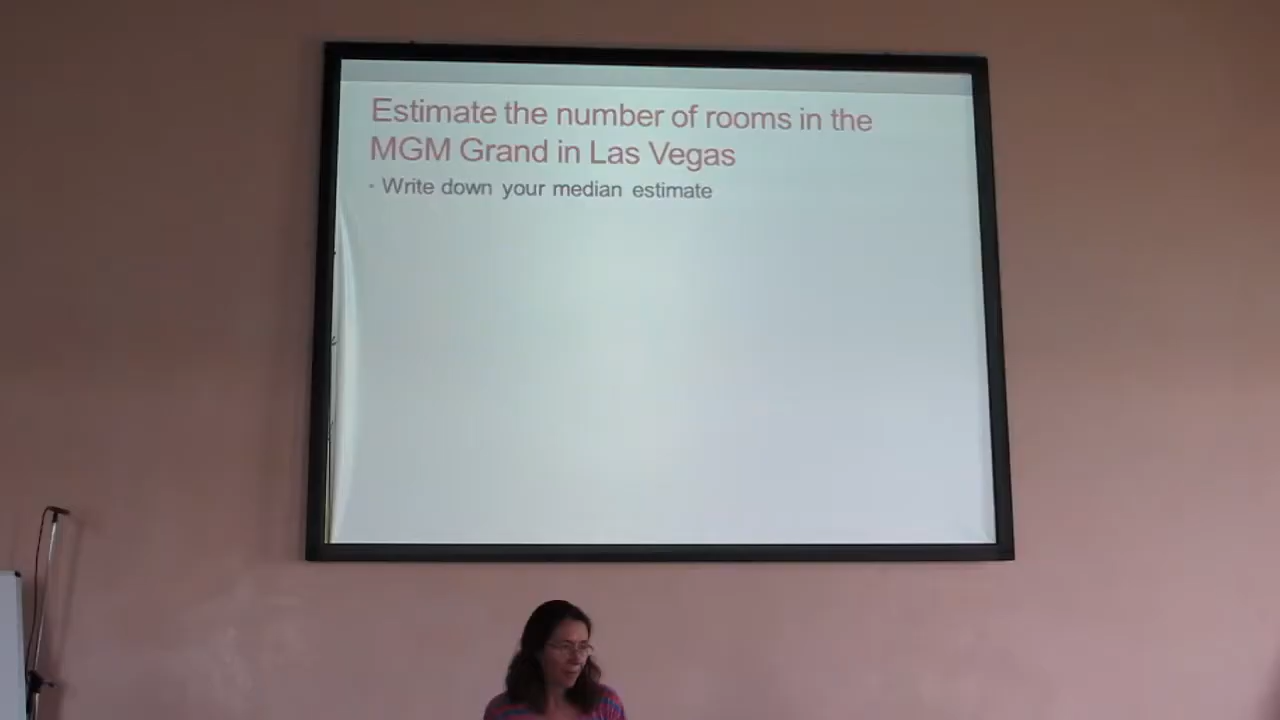 Estimate the number of rooms in the
MGM Grand in Las Vegas
· Write down your median estimate